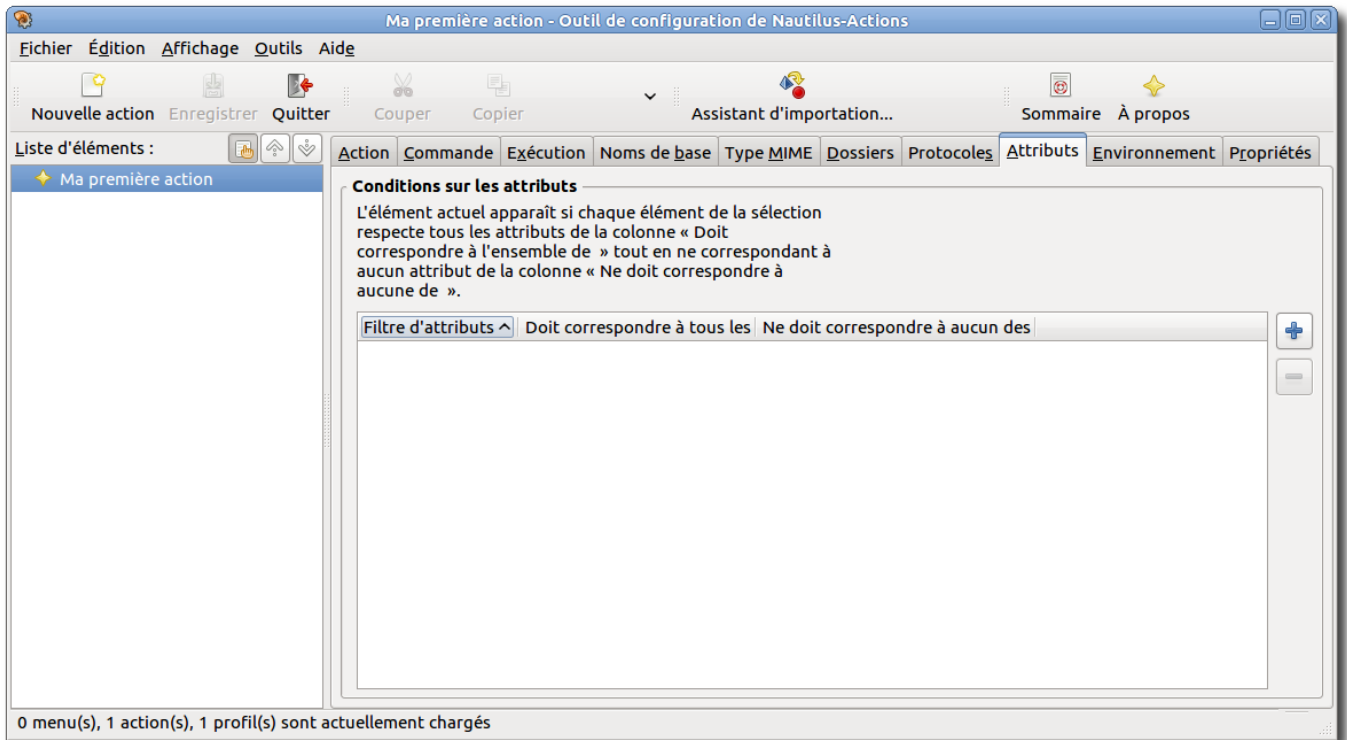 Ma première action - Outil de configuration de Nautilus-Actions
Fichier Édition Affichage Outils Aide
Nouvelle action Enregistrer Quitter Couper Copier Assistant d'importation... Sommaire À propos
Liste d'éléments :
Action Commande Exécution Noms de base Type MIME Dossiers Protocoles Attributs Environnement Propriétés
Ma première action
Conditions sur les attributs
L'élément actuel apparaît si chaque élément de la sélection
respecte tous les attributs de la colonne « Doit
correspondre à l'ensemble de  » tout en ne correspondant à
aucun attribut de la colonne « Ne doit correspondre à
aucune de  ».
Filtre d'attributs Doit correspondre à tous les Ne doit correspondre à aucun des
0 menu(s), 1 action(s), 1 profil(s) sont actuellement chargés